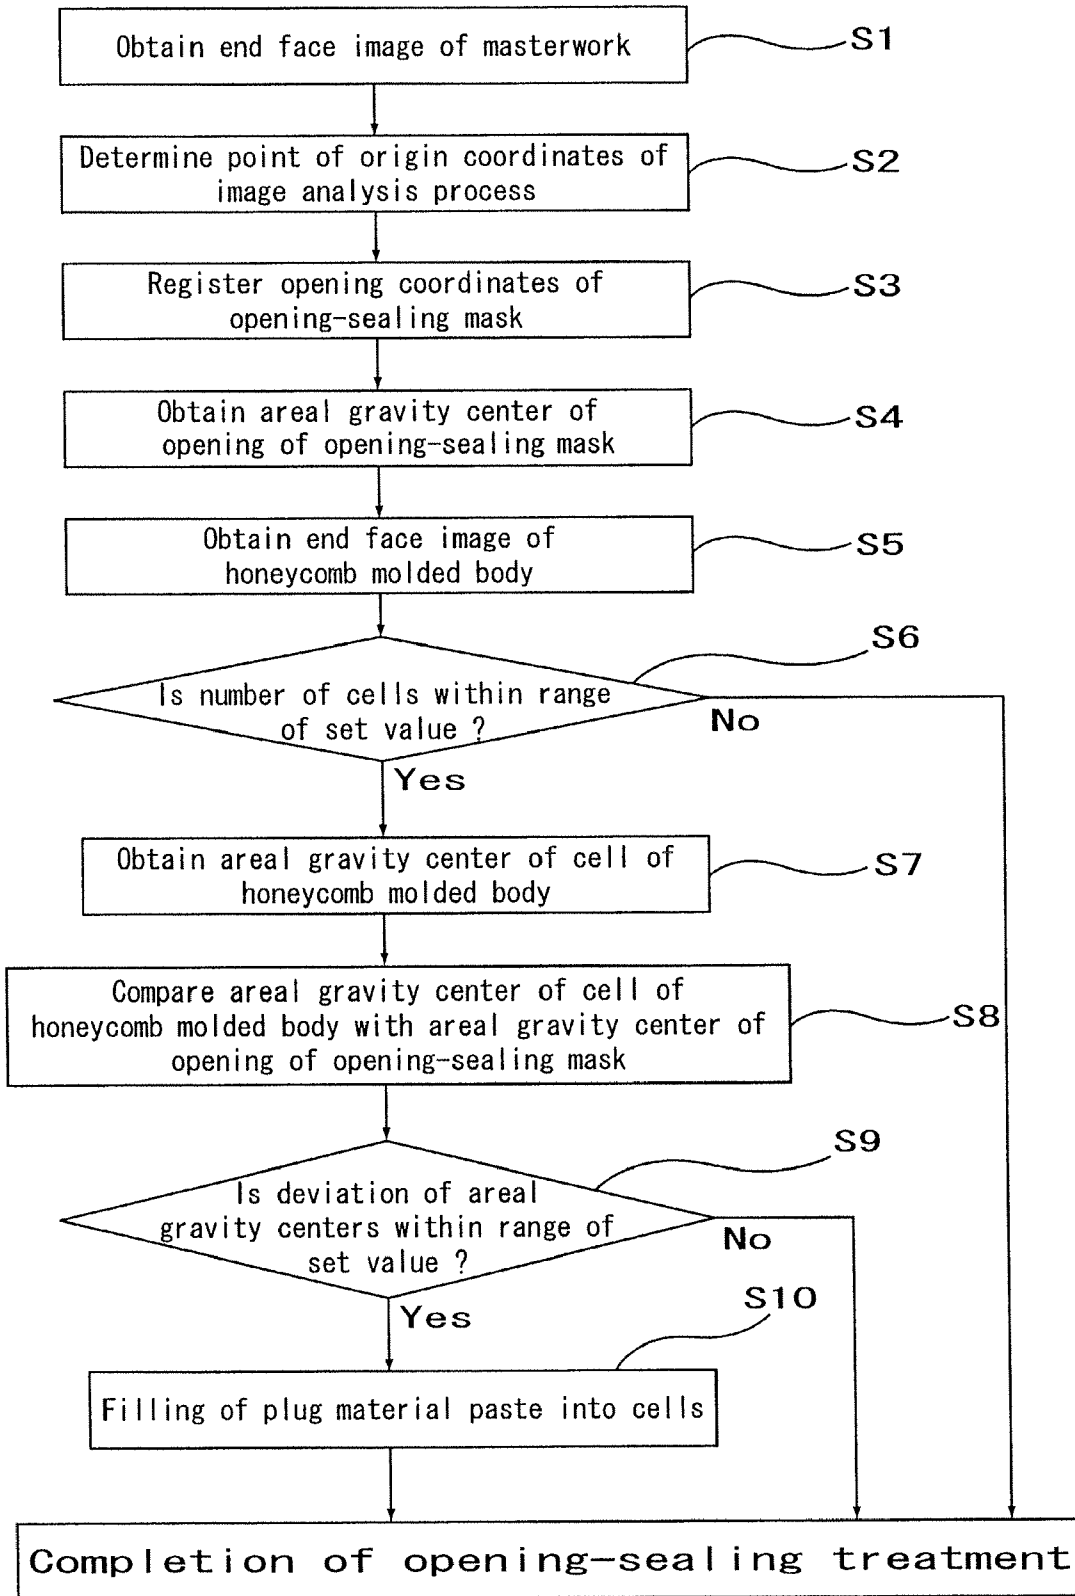 Obtain end face image of masterwork
S1
Determine point of origin coordinates of
image analysis process
S2
Register opening coordinates of
opening-sealing mask
S3
Obtain areal gravity center of
opening of opening-sealing mask
S4
Obtain end face image of
honeycomb molded body
S5
S6
Is number of cells within range
of set value ?
No
Yes
Obtain areal gravity center of cell of
honeycomb molded body
S7
Compare areal gravity center of cell of
honeycomb molded body with areal gravity center of
opening of opening-sealing mask
S8
S9
Is deviation of areal
gravity centers within range of
set value ?
No
Yes
S10
Filling of plug material paste into cells
Completion of opening-sealing treatment